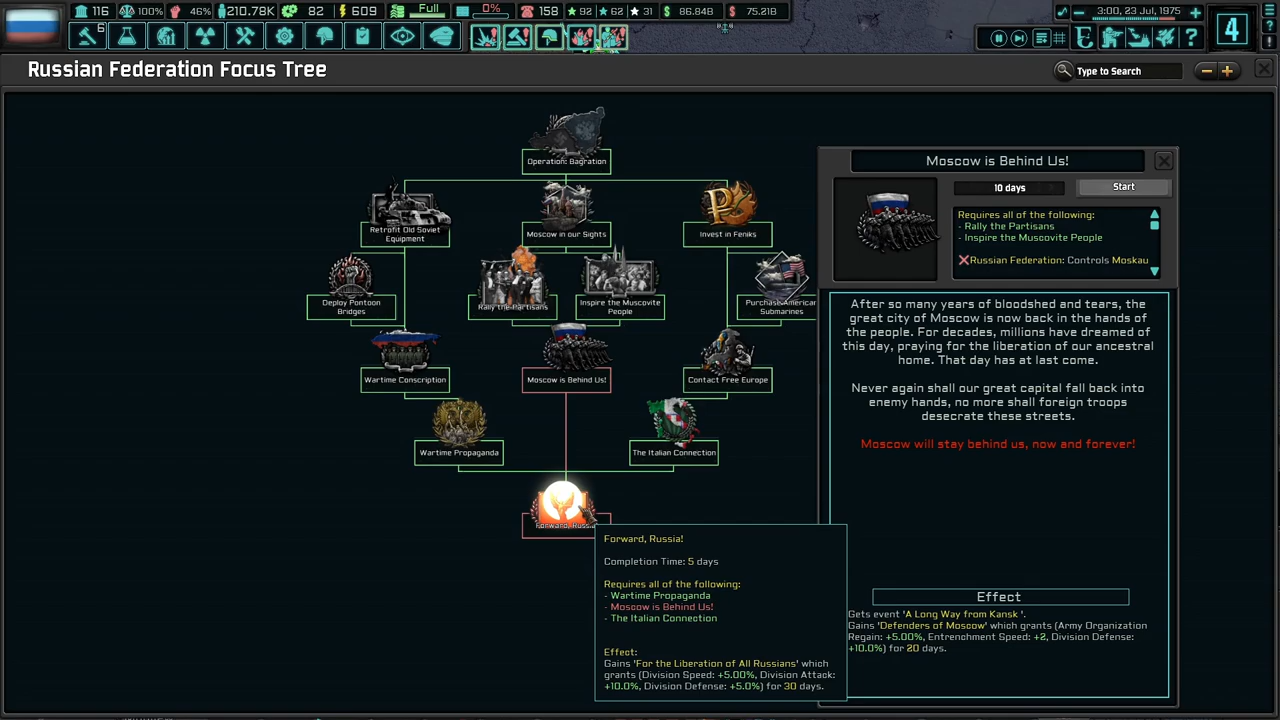 116 100% 46% 210.78K 82 609 Full 0% 158 92 62 31 $ 86.84B $ 75.21B
3:00, 23 Jul, 1975
6
4
Russian Federation Focus Tree
Type to Search
Operation: Bagration
Retrofit Old Soviet
Equipment
Moscow in our Sights
Invest in Feniks
Deploy Pontoon
Bridges
Rally the Partisans
Inspire the Muscovite
People
Purchase American
Submarines
Wartime Conscription
Moscow is Behind Us!
Contact Free Europe
Wartime Propaganda
The Italian Connection
Forward, Russia!
Forward, Russia!
Completion Time: 5 days
Requires all of the following:
- Wartime Propaganda
- Moscow is Behind Us!
- The Italian Connection
Effect:
Gains 'For the Liberation of All Russians' which
grants (Division Speed: +5.00%, Division Attack:
+10.0%, Division Defense: +5.0%) for 30 days.
Moscow is Behind Us!
10 days
Start
Requires all of the following:
- Rally the Partisans
- Inspire the Muscovite People
Russian Federation: Controls Moskau
After so many years of bloodshed and tears, the
great city of Moscow is now back in the hands of
the people. For decades, millions have dreamed of
this day, praying for the liberation of our ancestral
home. That day has at last come.
Never again shall our great capital fall back into
enemy hands, no more shall foreign troops
desecrate these streets.
Moscow will stay behind us, now and forever!
Effect
Gets event 'A Long Way from Kansk '.
Gains 'Defenders of Moscow' which grants (Army Organization
Regain: +5.00%, Entrenchment Speed: +2, Division Defense:
+10.0%) for 20 days.